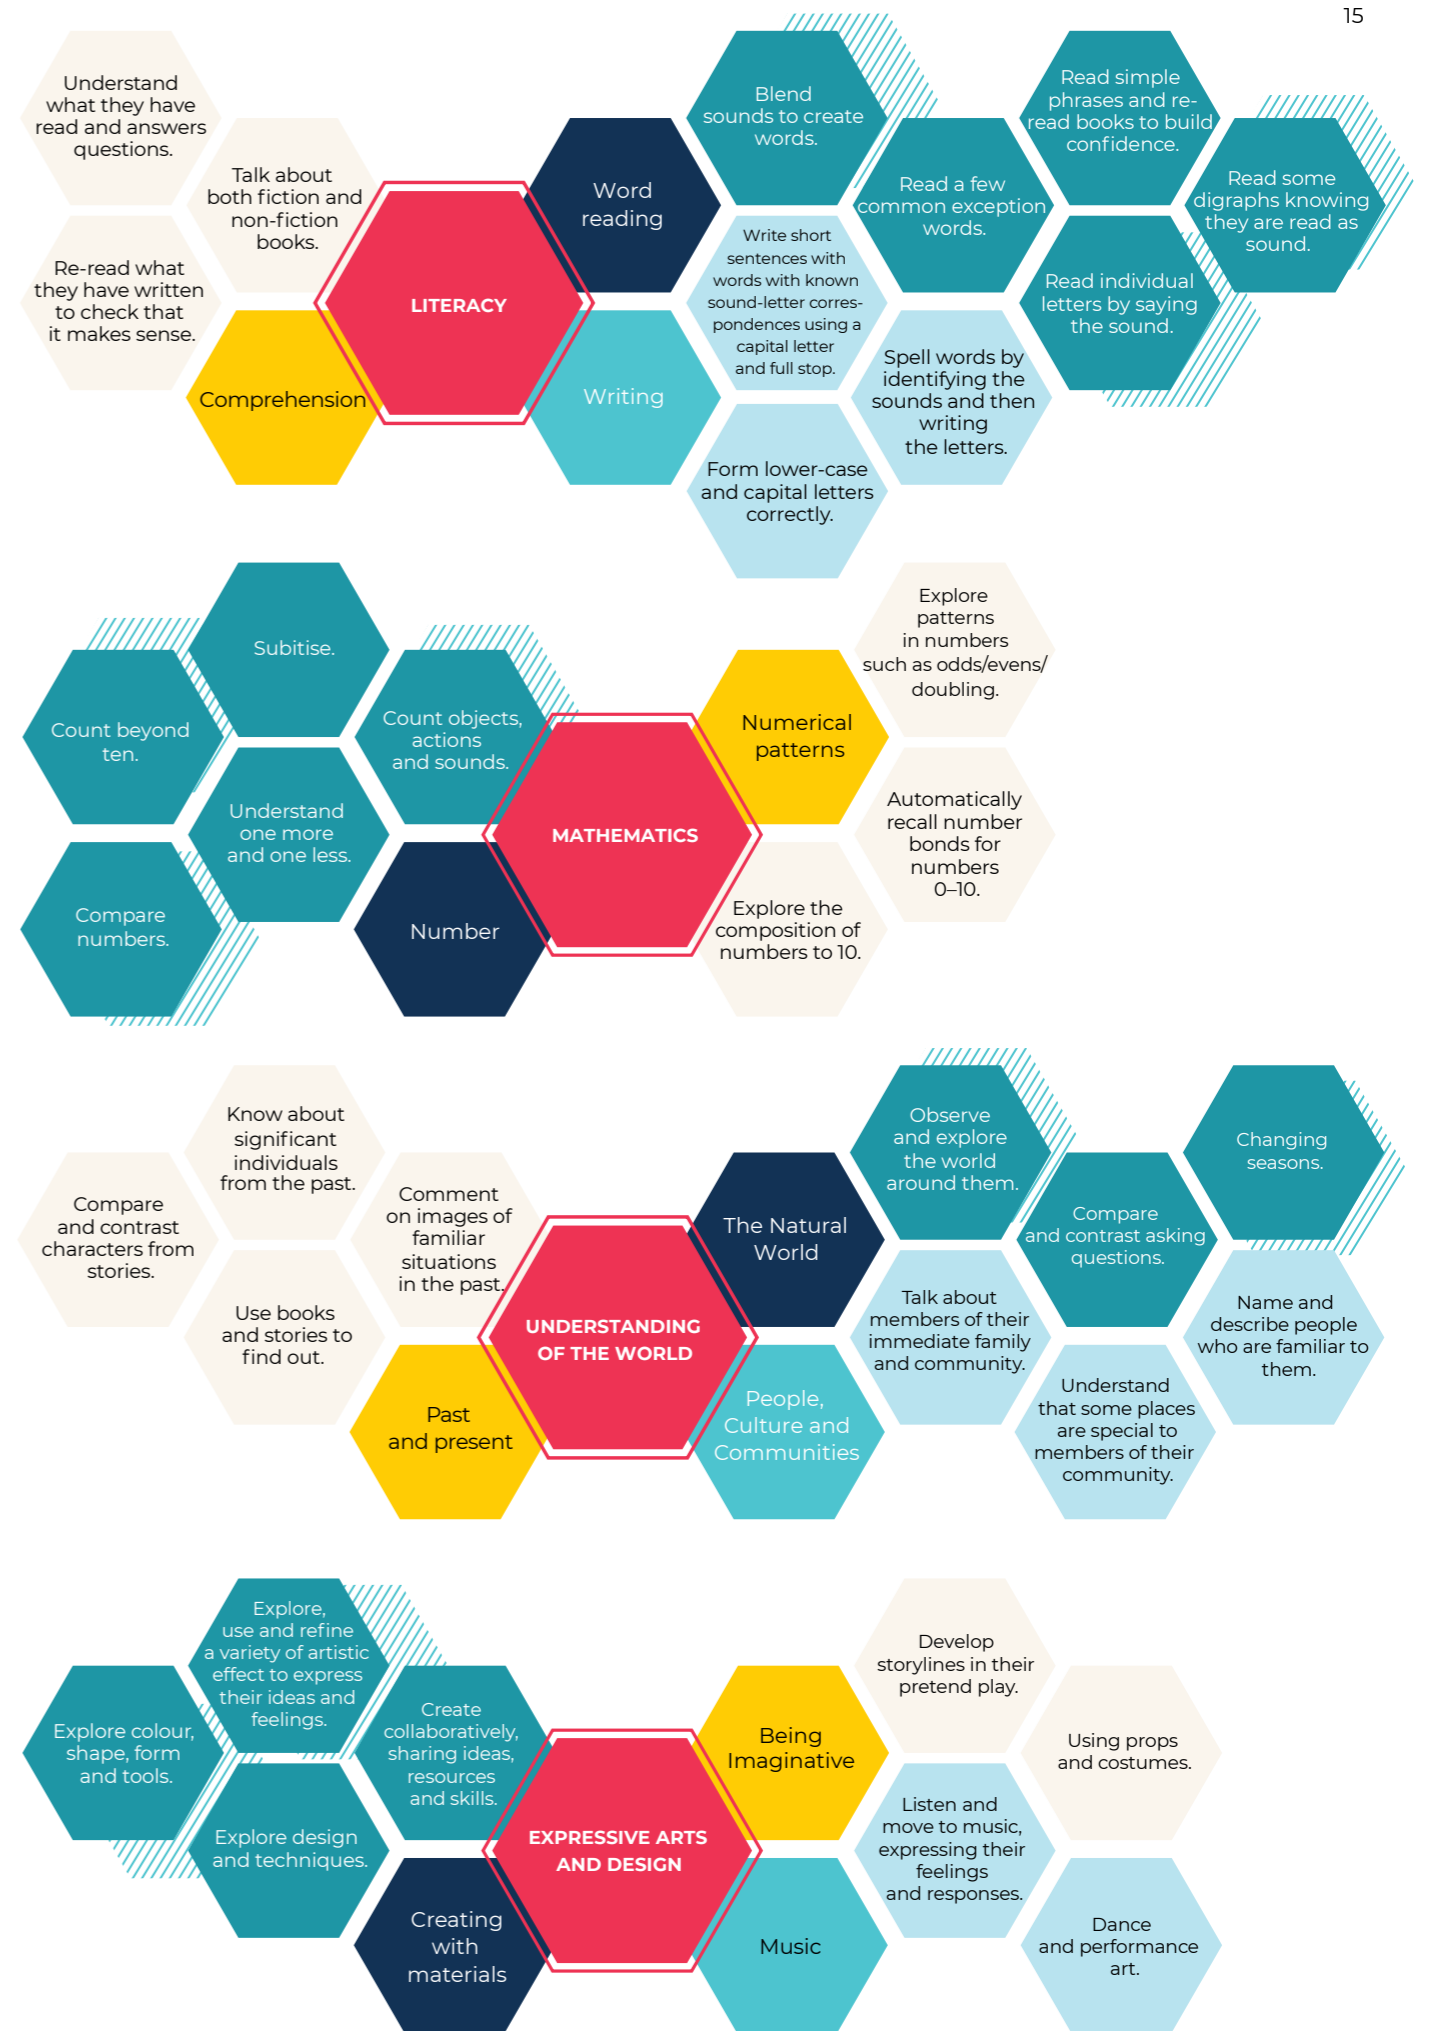 15
Understand
what they have
read and answers
questions.
Talk about
both fiction and
non-fiction
books.
Re-read what
they have written
to check that
it makes sense.
Comprehension
LITERACY
Word
reading
Writing
Blend
sounds to create
words.
Read a few
common exception
words.
Read simple
phrases and re-
read books to build
confidence.
Read some
digraphs knowing
they are read as
sound.
Read individual
letters by saying
the sound.
Write short
sentences with
words with known
sound-letter corres-
pondences using a
capital letter
and full stop.
Spell words by
identifying the
sounds and then
writing
the letters.
Form lower-case
and capital letters
correctly.
Subitise.
Count beyond
ten.
Count objects,
actions
and sounds.
Understand
one more
and one less.
Compare
numbers.
Number
MATHEMATICS
Numerical
patterns
Explore
patterns
in numbers
such as odds/evens/
doubling.
Automatically
recall number
bonds for
numbers
0–10.
Explore the
composition of
numbers to 10.
Know about
significant
individuals
from the past.
Compare
and contrast
characters from
stories.
Comment
on images of
familiar
situations
in the past.
Use books
and stories to
find out.
Past
and present
UNDERSTANDING
OF THE WORLD
The Natural
World
People,
Culture and
Communities
Observe
and explore
the world
around them.
Compare
and contrast asking
questions.
Changing
seasons.
Talk about
members of their
immediate family
and community.
Name and
describe people
who are familiar to
them.
Understand
that some places
are special to
members of their
community.
Explore,
use and refine
a variety of artistic
effect to express
their ideas and
feelings.
Explore colour,
shape, form
and tools.
Create
collaboratively,
sharing ideas,
resources
and skills.
Explore design
and techniques.
Creating
with
materials
EXPRESSIVE ARTS
AND DESIGN
Being
Imaginative
Music
Develop
storylines in their
pretend play.
Using props
and costumes.
Listen and
move to music,
expressing their
feelings
and responses.
Dance
and performance
art.